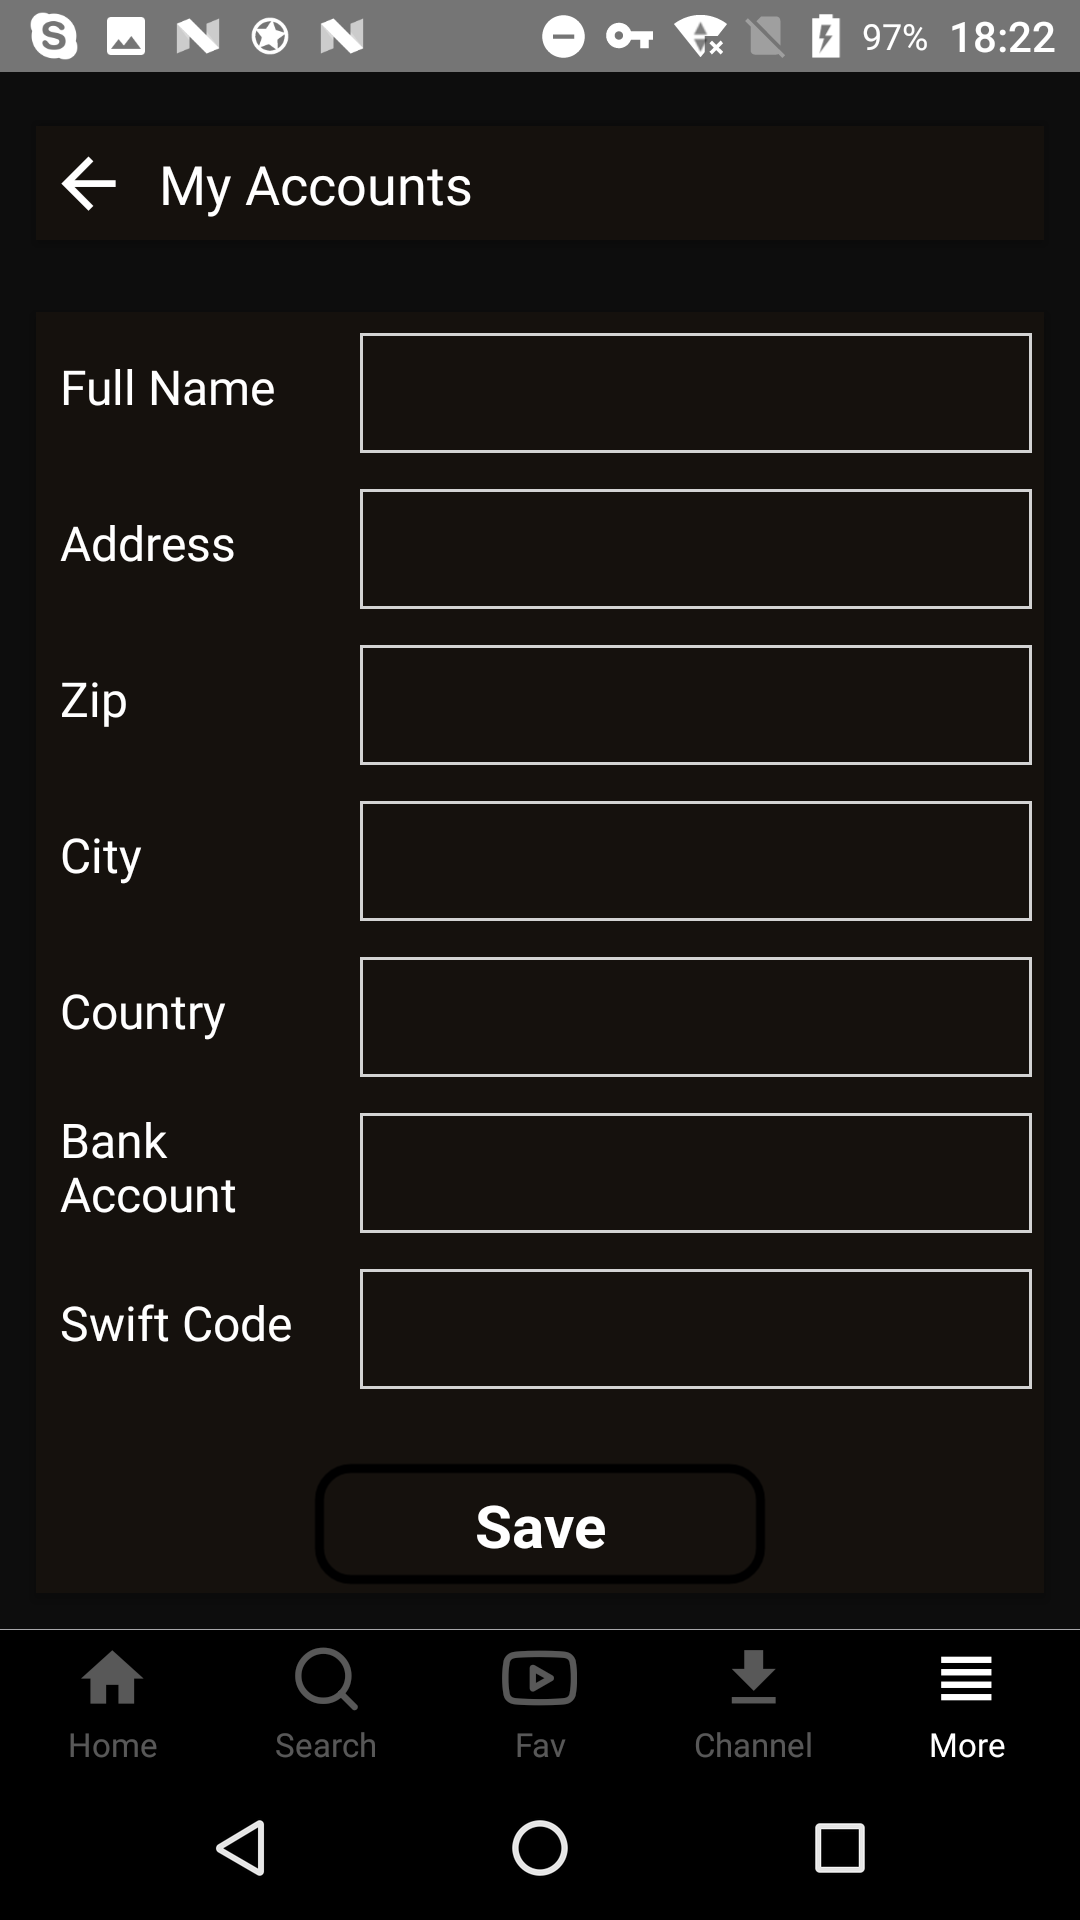 97% 18:22
My Accounts
Full Name
Address
Zip
City
Country
Bank
Account
Swift Code
Save
Home Search Fav Channel More